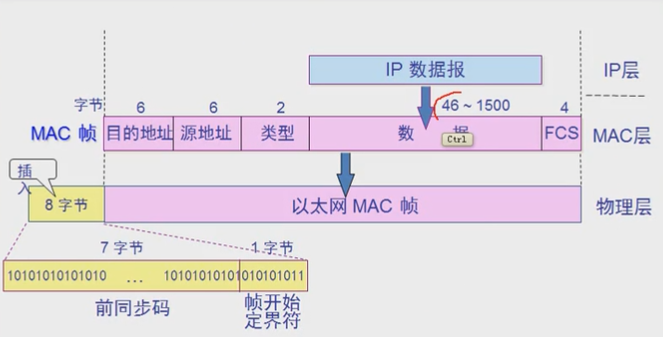 IP 数据报
IP层
字节 6 6 2 46 ~ 1500 4
MAC 帧 目的地址 源地址 类型 数 据 FCS MAC层
Ctrl
插入
8 字节 以太网 MAC 帧 物理层
7 字节 1 字节
10101010101010 … 10101010101010101011
前同步码
帧开始
定界符